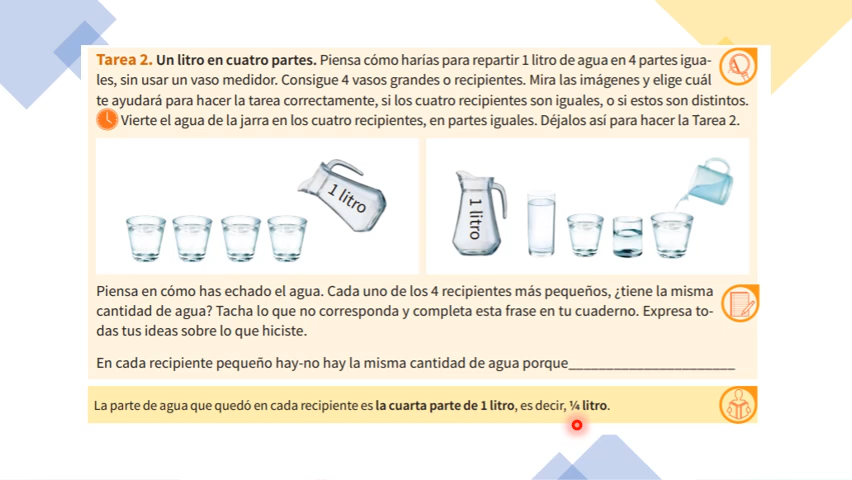 Tarea 2. Un litro en cuatro partes. Piensa cómo harías para repartir 1 litro de agua en 4 partes igua-
les, sin usar un vaso medidor. Consigue 4 vasos grandes o recipientes. Mira las imágenes y elige cuál
te ayudará para hacer la tarea correctamente, si los cuatro recipientes son iguales, o si estos son distintos.
Vierte el agua de la jarra en los cuatro recipientes, en partes iguales. Déjalos así para hacer la Tarea 2.
1 litro
1 litro
Piensa en cómo has echado el agua. Cada uno de los 4 recipientes más pequeños, ¿tiene la misma
cantidad de agua? Tacha lo que no corresponda y completa esta frase en tu cuaderno. Expresa to-
das tus ideas sobre lo que hiciste.
En cada recipiente pequeño hay-no hay la misma cantidad de agua porque_______________________
La parte de agua que quedó en cada recipiente es la cuarta parte de 1 litro, es decir, ¼ litro.